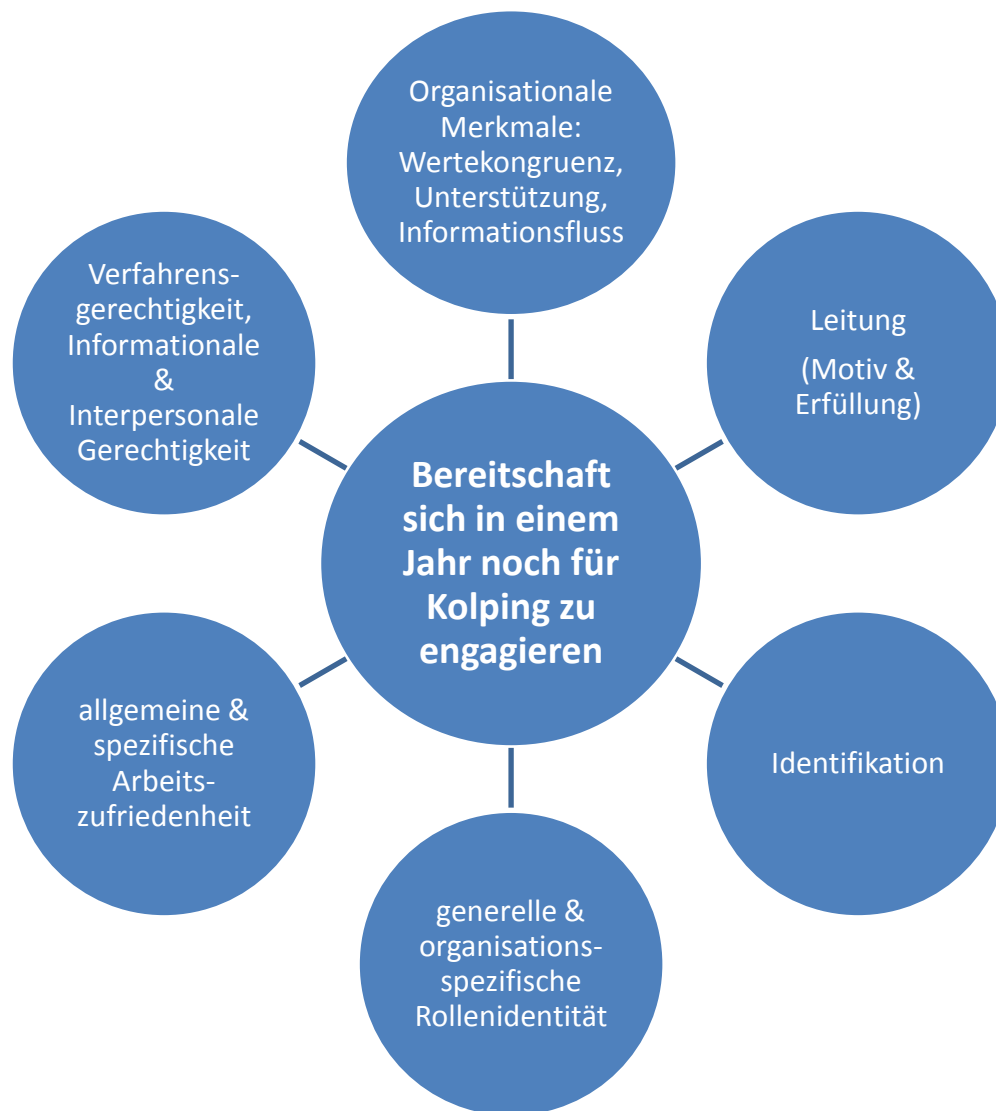 Organisationale
Merkmale:
Wertekongruenz,
Unterstützung,
Informationsfluss
Leitung
(Motiv &
Erfüllung)
Identifikation
generelle &
organisations-
spezifische
Rollenidentität
allgemeine &
spezifische
Arbeits-
zufriedenheit
Verfahrens-
gerechtigkeit,
Informationale
&
Interpersonale
Gerechtigkeit
Bereitschaft
sich in einem
Jahr noch für
Kolping zu
engagieren